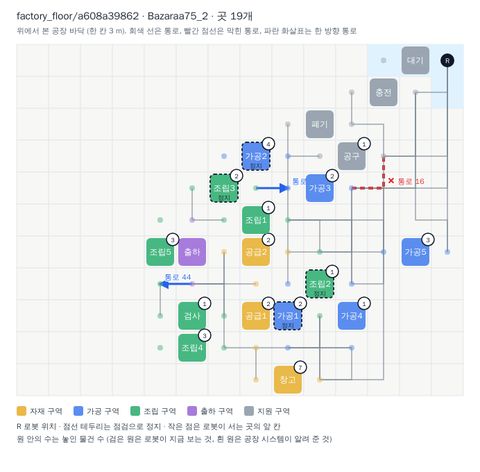 factory_floor/a608a39862 · Bazaraa75_2 · 곳 19개
위에서 본 공장 바닥 (한 칸 3 m). 회색 선은 통로, 빨간 점선은 막힌 통로, 파란 화살표는 한 방향 통로
대기
R
충전
폐기
4
가공2
정지
1
공구
2
조립3
정지
통로
2
가공3
✕ 통로 16
1
조립1
3
조립5
출하
2
공급2
3
가공5
통로 44
1
조립2
정지
1
검사
2
공급1
2
가공1
정지
1
가공4
3
조립4
7
창고
자재 구역
가공 구역
조립 구역
출하 구역
지원 구역
R 로봇 위치 · 점선 테두리는 점검으로 정지 · 작은 점은 로봇이 서는 곳의 앞 칸
원 안의 수는 놓인 물건 수 (검은 원은 로봇이 지금 보는 것, 흰 원은 공장 시스템이 알려 준 것)